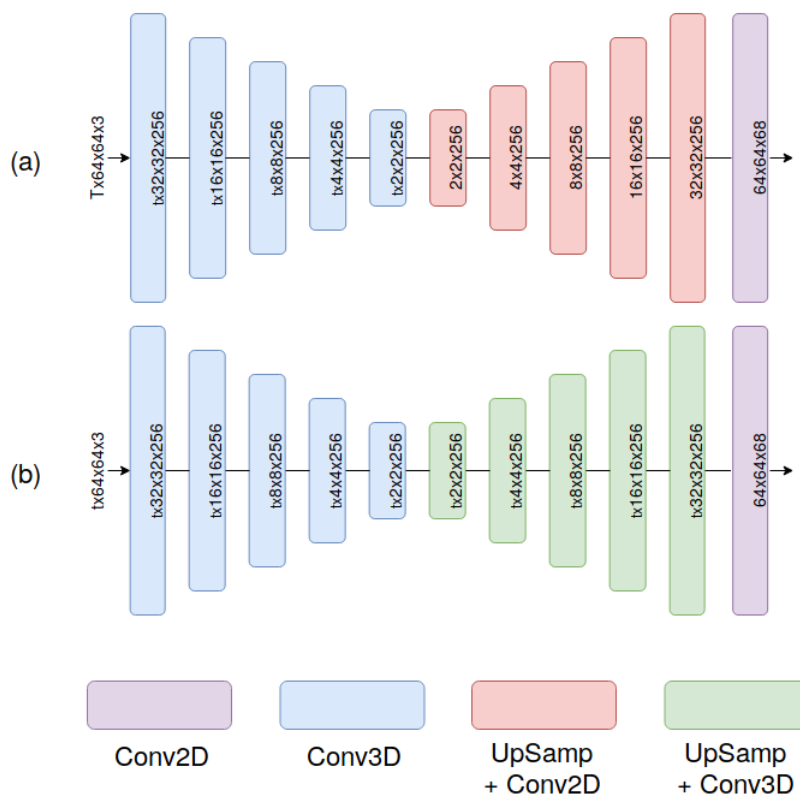 (a)
Tx64x64x3
tx32x32x256
tx16x16x256
tx8x8x256
tx4x4x256
tx2x2x256
2x2x256
4x4x256
8x8x256
16x16x256
32x32x256
64x64x68
(b)
tx64x64x3
tx32x32x256
tx16x16x256
tx8x8x256
tx4x4x256
tx2x2x256
tx2x2x256
tx4x4x256
tx8x8x256
tx16x16x256
tx32x32x256
64x64x68
Conv2D
Conv3D
UpSamp
+ Conv2D
UpSamp
+ Conv3D